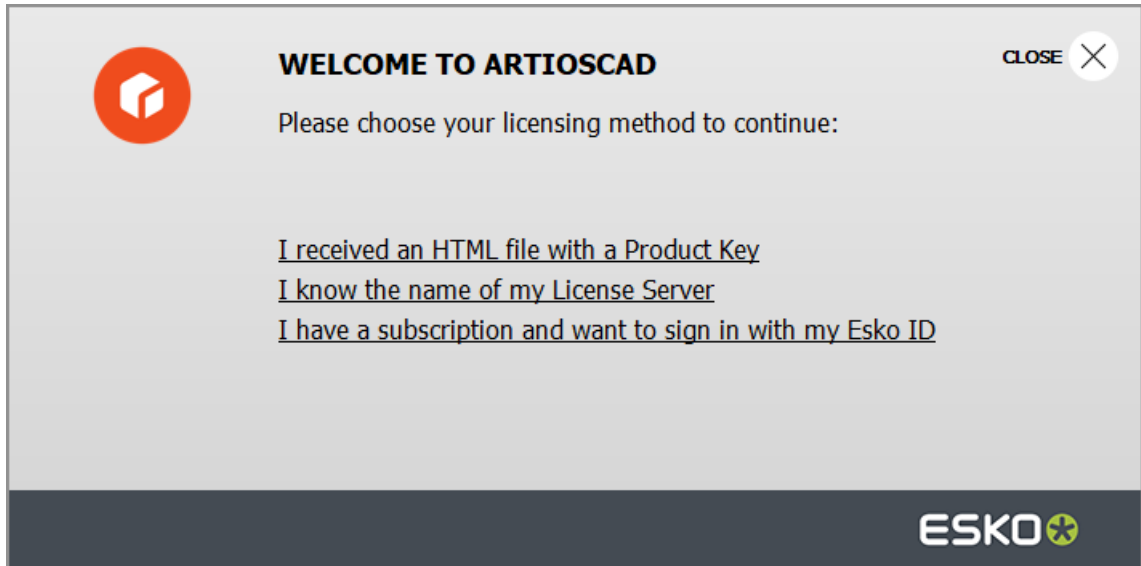 WELCOME TO ARTIOSCAD
CLOSE
Please choose your licensing method to continue:
I received an HTML file with a Product Key
I know the name of my License Server
I have a subscription and want to sign in with my Esko ID
ESKO